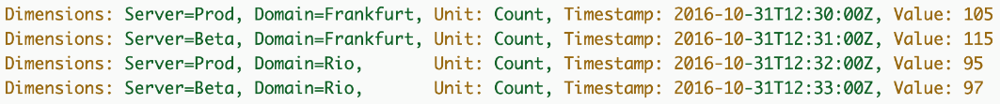 Dimensions: Server=Prod, Domain=Frankfurt, Unit: Count, Timestamp: 2016-10-31T12:30:00Z, Value: 105
Dimensions: Server=Beta, Domain=Frankfurt, Unit: Count, Timestamp: 2016-10-31T12:31:00Z, Value: 115
Dimensions: Server=Prod, Domain=Rio,       Unit: Count, Timestamp: 2016-10-31T12:32:00Z, Value: 95
Dimensions: Server=Beta, Domain=Rio,       Unit: Count, Timestamp: 2016-10-31T12:33:00Z, Value: 97